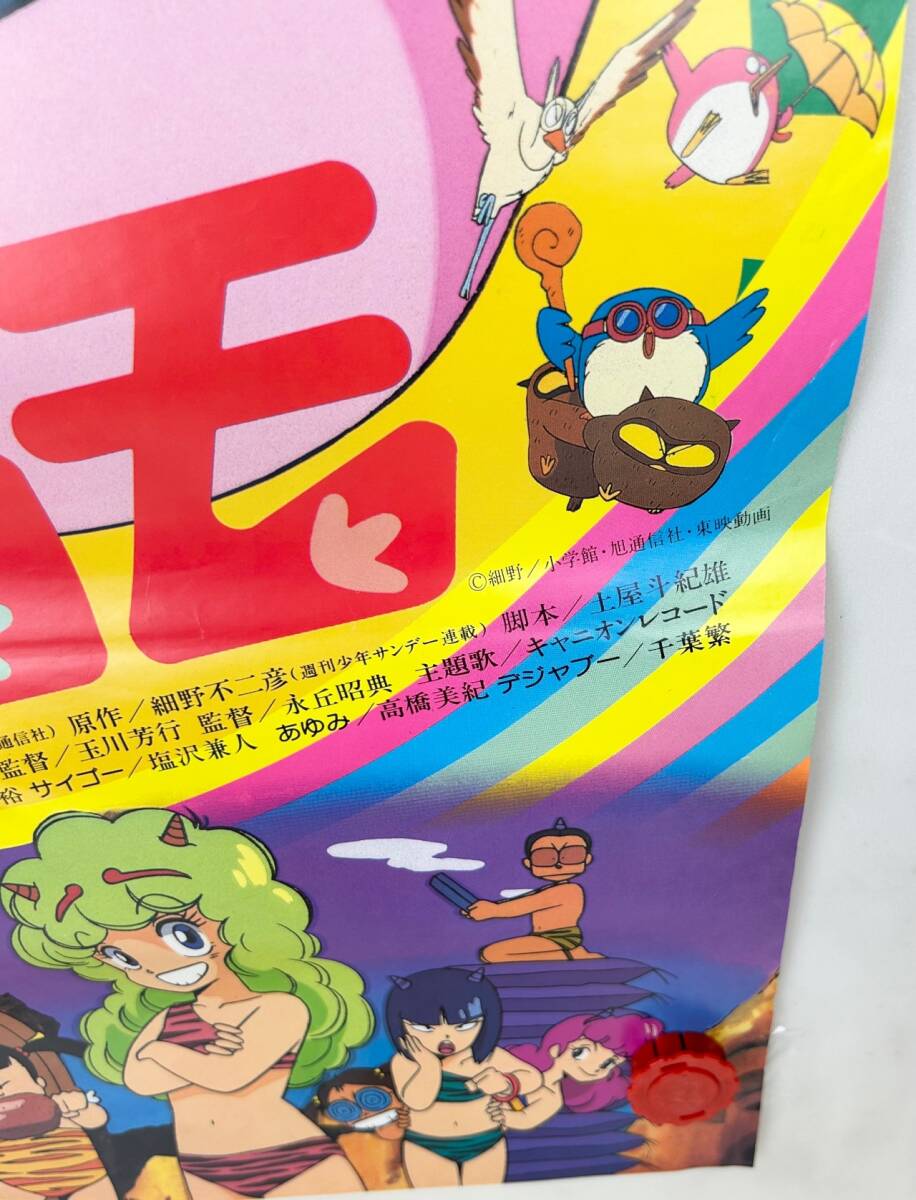 モ
©細野/小学館・旭通信社・東映動画
通信社) 原作/細野不二彦(週刊少年サンデー連載) 脚本/土屋斗紀雄
監督/玉川芳行 監督/永丘昭典 主題歌/キャニオンレコード
裕 サイゴー/塩沢兼人 あゆみ/高橋美紀 デジャブー/千葉繁